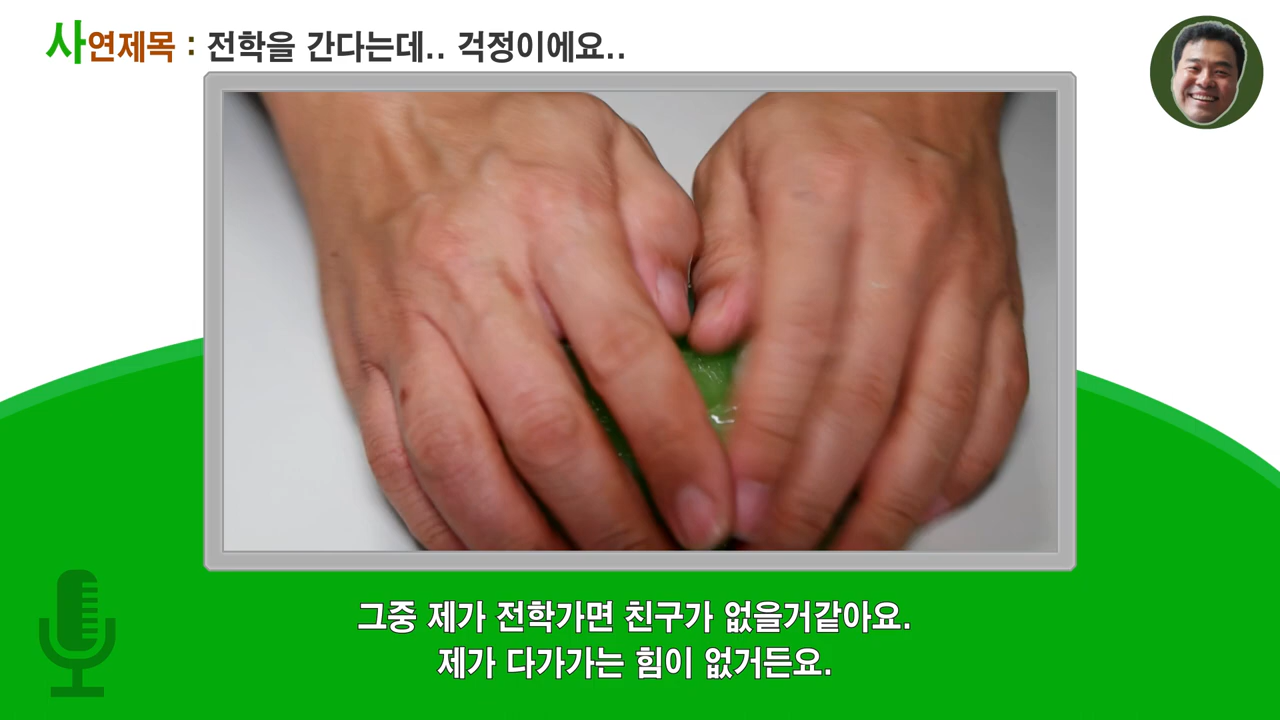 사연제목 : 전학을 간다는데.. 걱정이에요..
그중 제가 전학가면 친구가 없을거같아요.
제가 다가가는 힘이 없거든요.